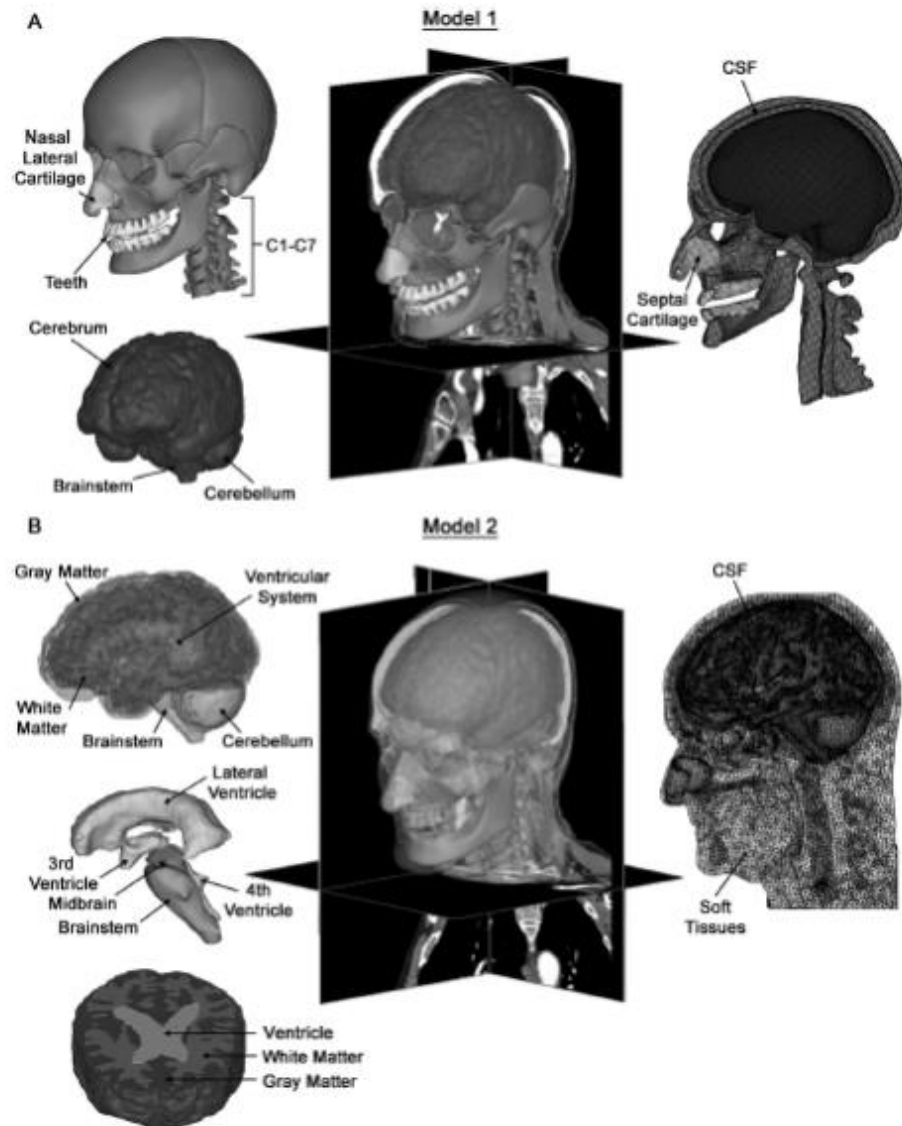 A
Model 1
Nasal
Lateral
Cartilage
Teeth
C1-C7
Cerebrum
Brainstem
Cerebellum
CSF
Septal
Cartilage
B
Model 2
Gray Matter
Ventricular
System
White
Matter
Brainstem
Cerebellum
Lateral
Ventricle
3rd
Ventricle
Midbrain
Brainstem
4th
Ventricle
Ventricle
White Matter
Gray Matter
CSF
Soft
Tissues